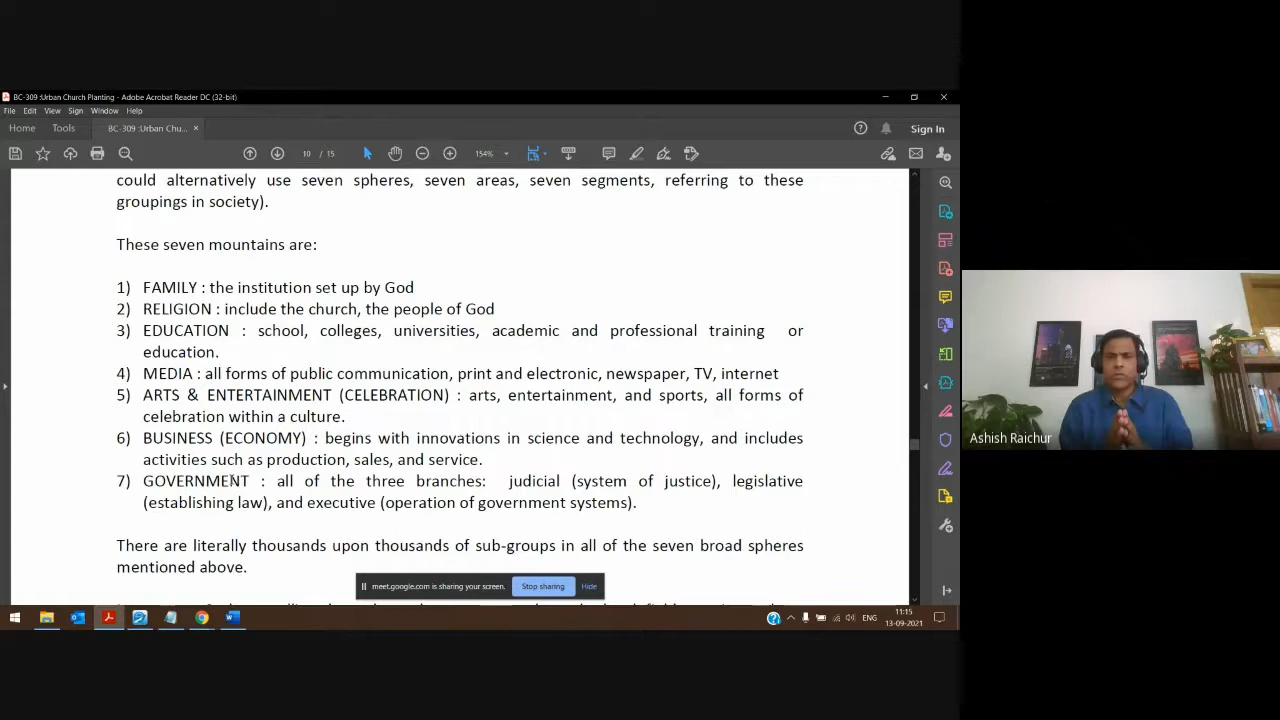 BC-309 :Urban Church Planting - Adobe Acrobat Reader DC (32-bit)
File Edit View Sign Window Help
Home Tools BC-309 :Urban Chu... × Sign In
10 / 15 154%
could alternatively use seven spheres, seven areas, seven segments, referring to these
groupings in society).
These seven mountains are:
1) FAMILY : the institution set up by God
2) RELIGION : include the church, the people of God
3) EDUCATION : school, colleges, universities, academic and professional training or
education.
4) MEDIA : all forms of public communication, print and electronic, newspaper, TV, internet
5) ARTS & ENTERTAINMENT (CELEBRATION) : arts, entertainment, and sports, all forms of
celebration within a culture.
6) BUSINESS (ECONOMY) : begins with innovations in science and technology, and includes
activities such as production, sales, and service.
7) GOVERNMENT : all of the three branches: judicial (system of justice), legislative
(establishing law), and executive (operation of government systems).
There are literally thousands upon thousands of sub-groups in all of the seven broad spheres
mentioned above.
meet.google.com is sharing your screen. Stop sharing Hide
Ashish Raichur
ENG
11:15
13-09-2021